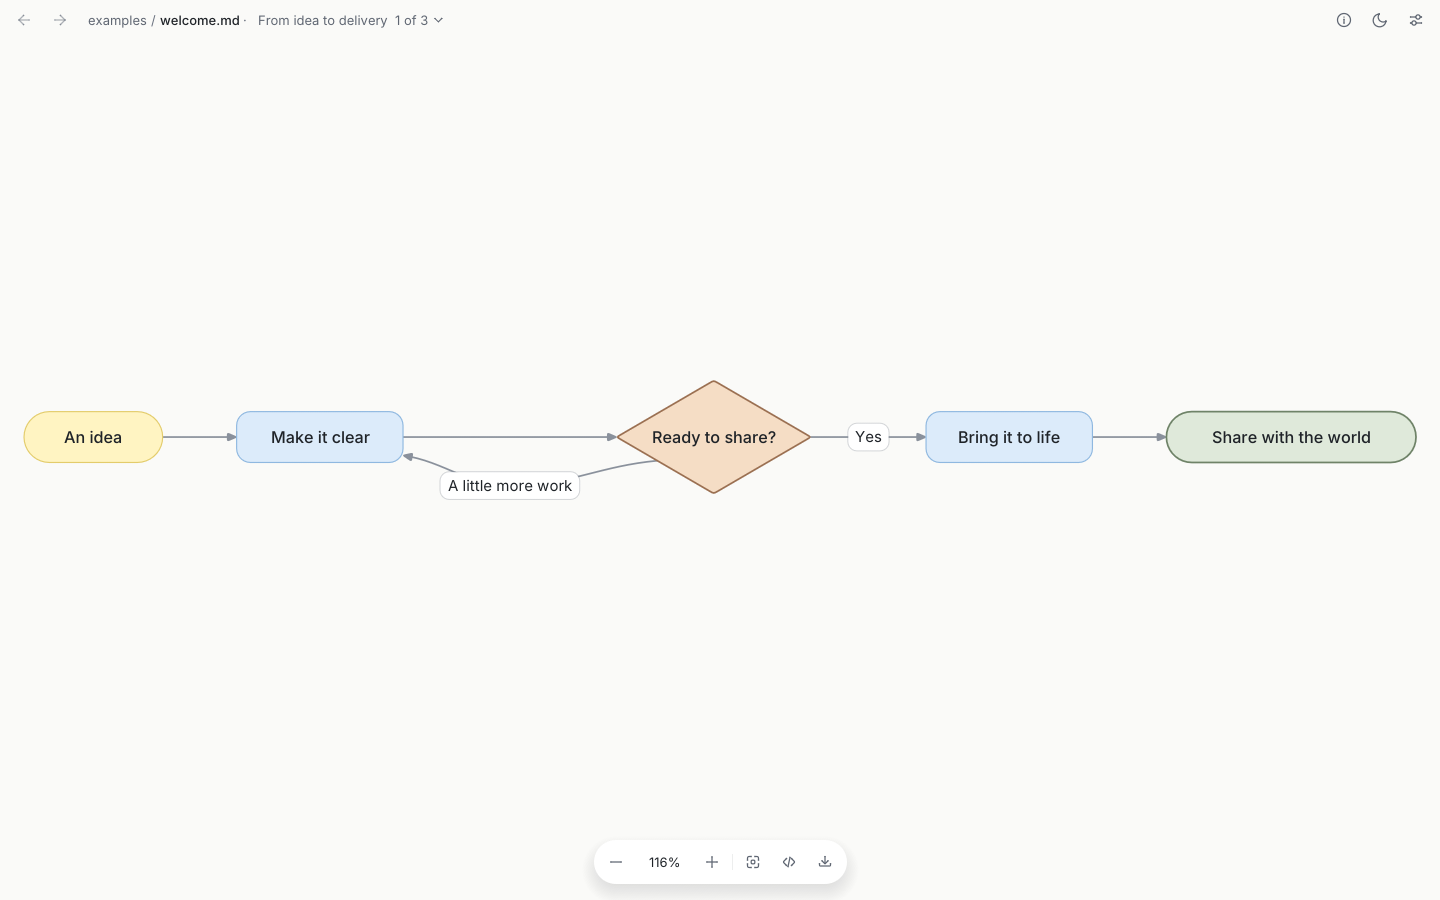 examples / welcome.md · From idea to delivery 1 of 3
An idea
Make it clear
Ready to share?
Yes
Bring it to life
Share with the world
A little more work
116%